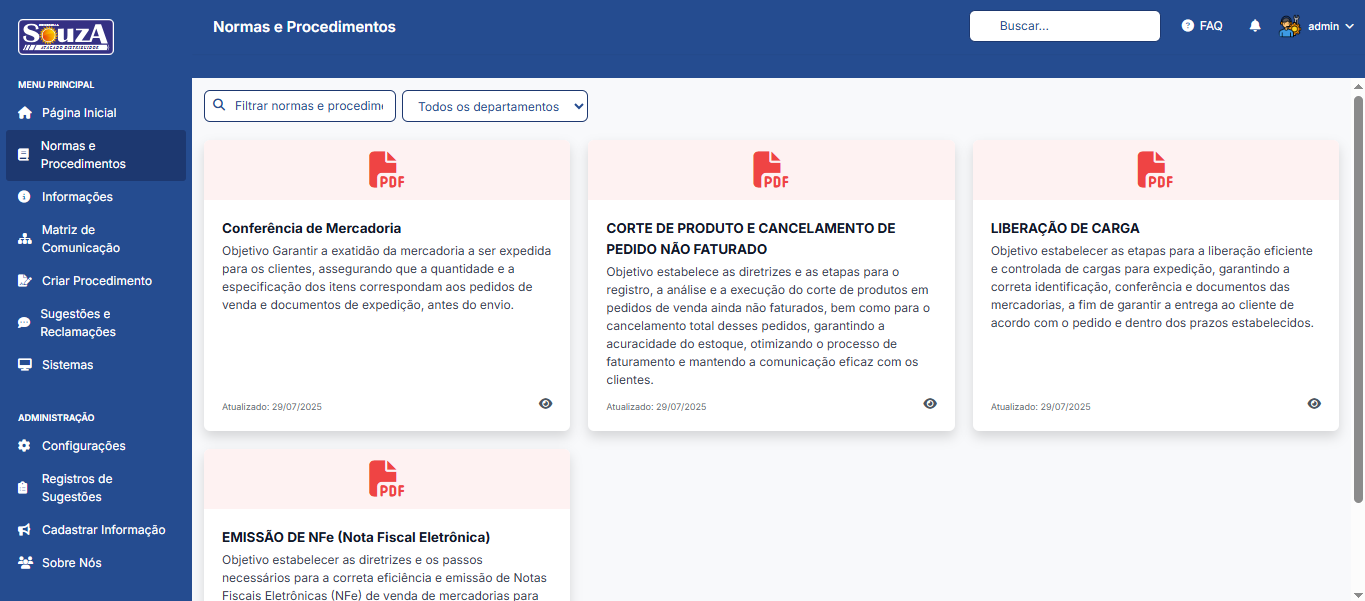 SouzA
ATACADO DISTRIBUIDOR
Normas e Procedimentos
Buscar...
FAQ
admin
MENU PRINCIPAL
Página Inicial
Normas e
Procedimentos
Informações
Matriz de
Comunicação
Criar Procedimento
Sugestões e
Reclamações
Sistemas
ADMINISTRAÇÃO
Configurações
Registros de
Sugestões
Cadastrar Informação
Sobre Nós
Filtrar normas e procedime
Todos os departamentos
PDF
Conferência de Mercadoria
Objetivo Garantir a exatidão da mercadoria a ser expedida
para os clientes, assegurando que a quantidade e a
especificação dos itens correspondam aos pedidos de
venda e documentos de expedição, antes do envio.
Atualizado: 29/07/2025
PDF
CORTE DE PRODUTO E CANCELAMENTO DE
PEDIDO NÃO FATURADO
Objetivo estabelece as diretrizes e as etapas para o
registro, a análise e a execução do corte de produtos em
pedidos de venda ainda não faturados, bem como para o
cancelamento total desses pedidos, garantindo a
acuracidade do estoque, otimizando o processo de
faturamento e mantendo a comunicação eficaz com os
clientes.
Atualizado: 29/07/2025
PDF
LIBERAÇÃO DE CARGA
Objetivo estabelecer as etapas para a liberação eficiente
e controlada de cargas para expedição, garantindo a
correta identificação, conferência e documentos das
mercadorias, a fim de garantir a entrega ao cliente de
acordo com o pedido e dentro dos prazos estabelecidos.
Atualizado: 29/07/2025
PDF
EMISSÃO DE NFe (Nota Fiscal Eletrônica)
Objetivo estabelecer as diretrizes e os passos
necessários para a correta eficiência e emissão de Notas
Fiscais Eletrônicas (NFe) de venda de mercadorias para